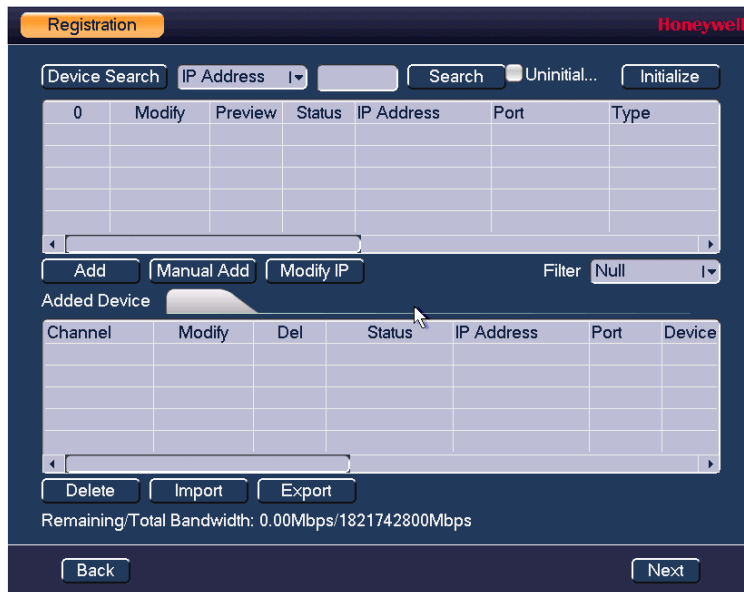 Registration Honeywell
Device Search IP Address Search Uninitial... Initialize
0 Modify Preview Status IP Address Port Type
Add Manual Add Modify IP Filter Null
Added Device
Channel Modify Del Status IP Address Port Device
Delete Import Export
Remaining/Total Bandwidth: 0.00Mbps/1821742800Mbps
Back Next